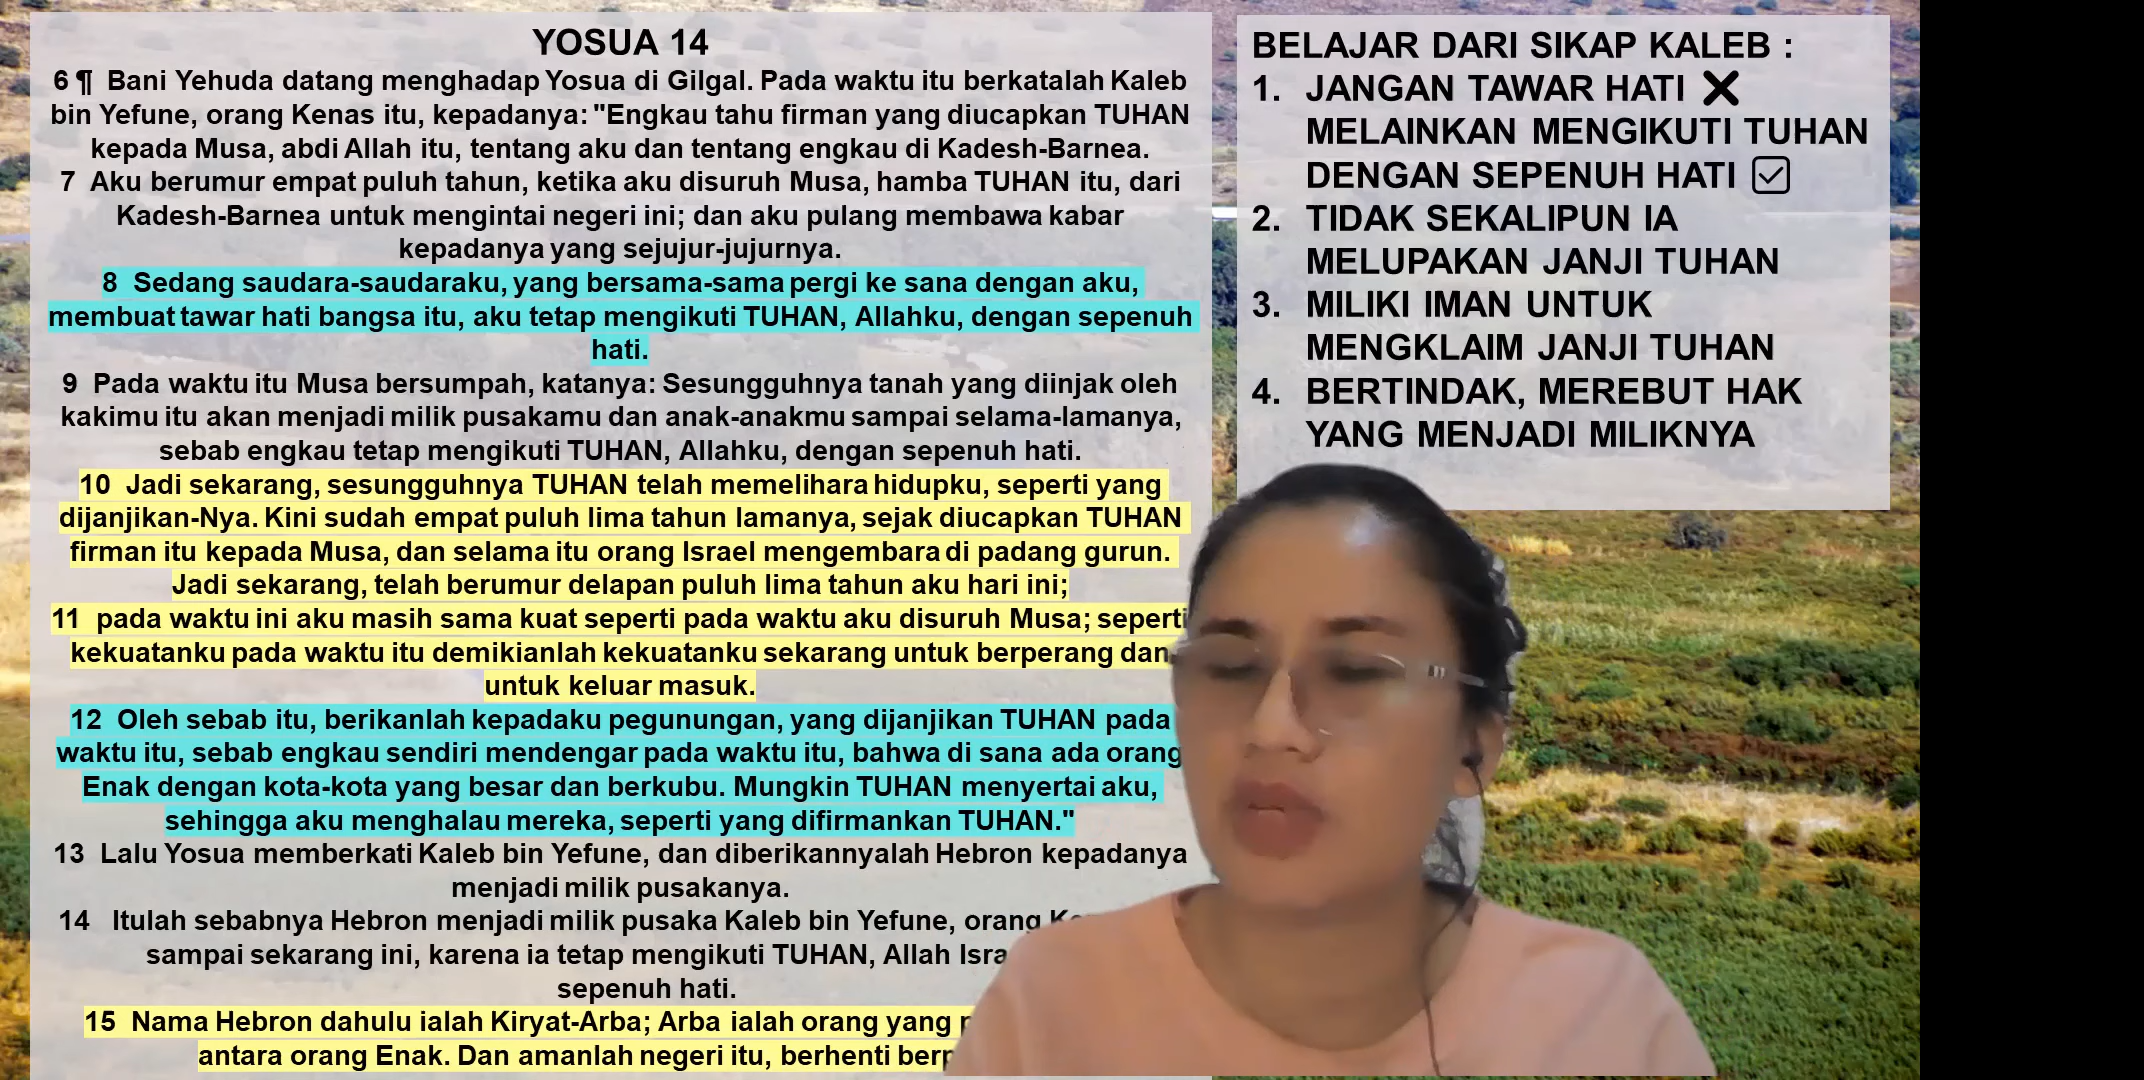 YOSUA 14
6 ¶ Bani Yehuda datang menghadap Yosua di Gilgal. Pada waktu itu berkatalah Kaleb
bin Yefune, orang Kenas itu, kepadanya: "Engkau tahu firman yang diucapkan TUHAN
kepada Musa, abdi Allah itu, tentang aku dan tentang engkau di Kadesh-Barnea.
7 Aku berumur empat puluh tahun, ketika aku disuruh Musa, hamba TUHAN itu, dari
Kadesh-Barnea untuk mengintai negeri ini; dan aku pulang membawa kabar
kepadanya yang sejujur-jujurnya.
8 Sedang saudara-saudaraku, yang bersama-sama pergi ke sana dengan aku,
membuat tawar hati bangsa itu, aku tetap mengikuti TUHAN, Allahku, dengan sepenuh
hati.
9 Pada waktu itu Musa bersumpah, katanya: Sesungguhnya tanah yang diinjak oleh
kakimu itu akan menjadi milik pusakamu dan anak-anakmu sampai selama-lamanya,
sebab engkau tetap mengikuti TUHAN, Allahku, dengan sepenuh hati.
10 Jadi sekarang, sesungguhnya TUHAN telah memelihara hidupku, seperti yang
dijanjikan-Nya. Kini sudah empat puluh lima tahun lamanya, sejak diucapkan TUHAN
firman itu kepada Musa, dan selama itu orang Israel mengembara di padang gurun.
Jadi sekarang, telah berumur delapan puluh lima tahun aku hari ini;
11 pada waktu ini aku masih sama kuat seperti pada waktu aku disuruh Musa; seperti
kekuatanku pada waktu itu demikianlah kekuatanku sekarang untuk berperang dan
untuk keluar masuk.
12 Oleh sebab itu, berikanlah kepadaku pegunungan, yang dijanjikan TUHAN pada
waktu itu, sebab engkau sendiri mendengar pada waktu itu, bahwa di sana ada orang
Enak dengan kota-kota yang besar dan berkubu. Mungkin TUHAN menyertai aku,
sehingga aku menghalau mereka, seperti yang difirmankan TUHAN."
13 Lalu Yosua memberkati Kaleb bin Yefune, dan diberikannyalah Hebron kepadanya
menjadi milik pusakanya.
14 Itulah sebabnya Hebron menjadi milik pusaka Kaleb bin Yefune, orang
sampai sekarang ini, karena ia tetap mengikuti TUHAN, Allah
sepenuh hati.
15 Nama Hebron dahulu ialah Kiryat-Arba; Arba ialah orang yang
antara orang Enak. Dan amanlah negeri itu, berhenti
BELAJAR DARI SIKAP KALEB :
1. JANGAN TAWAR HATI ❌
MELAINKAN MENGIKUTI TUHAN
DENGAN SEPENUH HATI ☑
2. TIDAK SEKALIPUN IA
MELUPAKAN JANJI TUHAN
3. MILIKI IMAN UNTUK
MENGKLAIM JANJI TUHAN
4. BERTINDAK, MEREBUT HAK
YANG MENJADI MILIKNYA